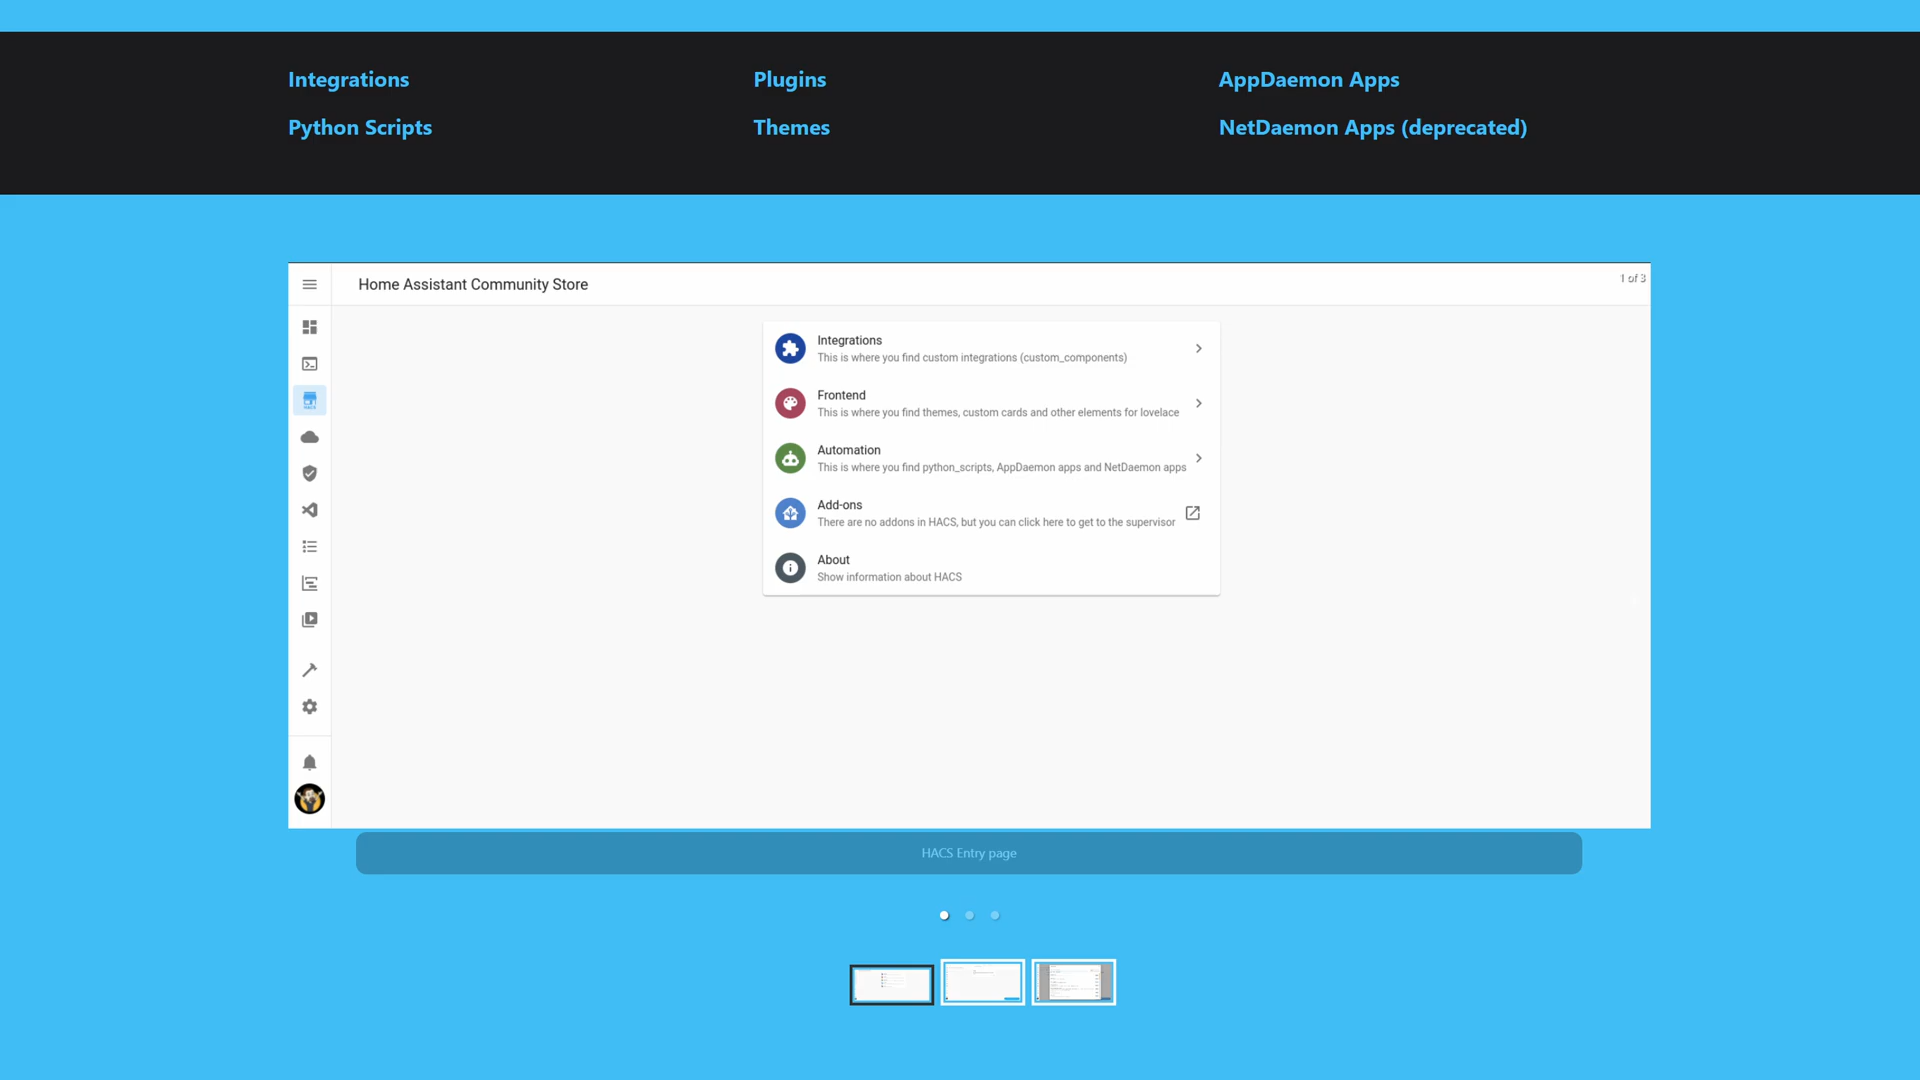 Integrations
Plugins
AppDaemon Apps
Python Scripts
Themes
NetDaemon Apps (deprecated)
Home Assistant Community Store
1 of 3
Integrations
This is where you find custom integrations (custom_components)
Frontend
This is where you find themes, custom cards and other elements for lovelace
HACS
Automation
This is where you find python_scripts, AppDaemon apps and NetDaemon apps
Add-ons
There are no addons in HACS, but you can click here to get to the supervisor
About
Show information about HACS
HACS Entry page